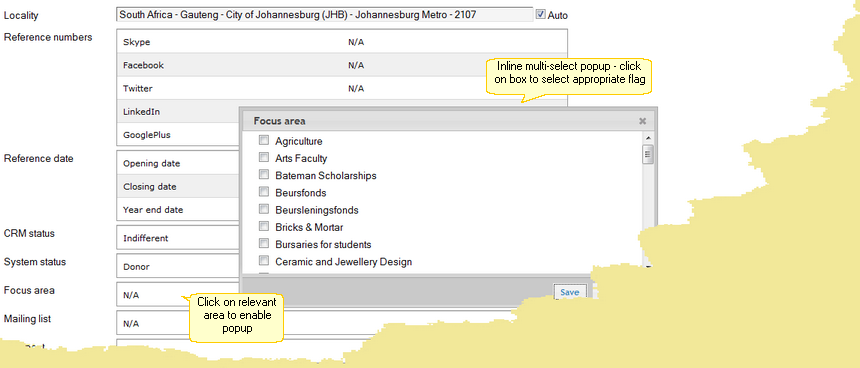 Locality South Africa - Gauteng - City of Johannesburg (JHB) - Johannesburg Metro - 2107 Auto
Reference numbers
Skype N/A
Facebook N/A
Twitter N/A
Inline multi-select popup - click
on box to select appropriate flag
LinkedIn
GooglePlus
Focus area
Agriculture
Arts Faculty
Bateman Scholarships
Beursfonds
Beursleningsfonds
Bricks & Mortar
Bursaries for students
Ceramic and Jewellery Design
Save
Reference date
Opening date
Closing date
Year end date
CRM status Indifferent
System status Donor
Focus area N/A
Click on relevant
area to enable
popup
Mailing list N/A